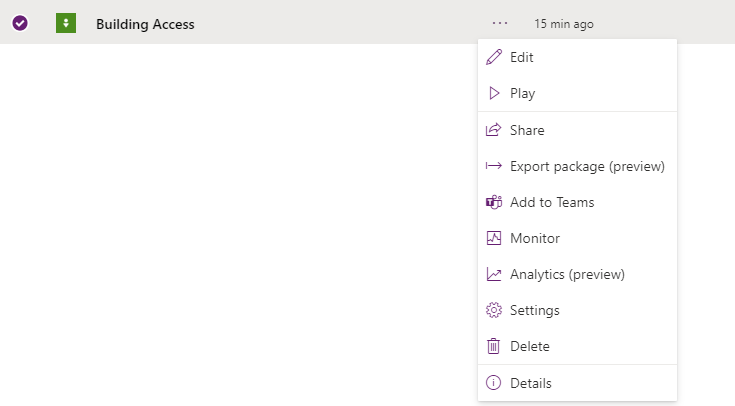 Building Access
... 15 min ago
Edit
Play
Share
Export package (preview)
Add to Teams
Monitor
Analytics (preview)
Settings
Delete
Details